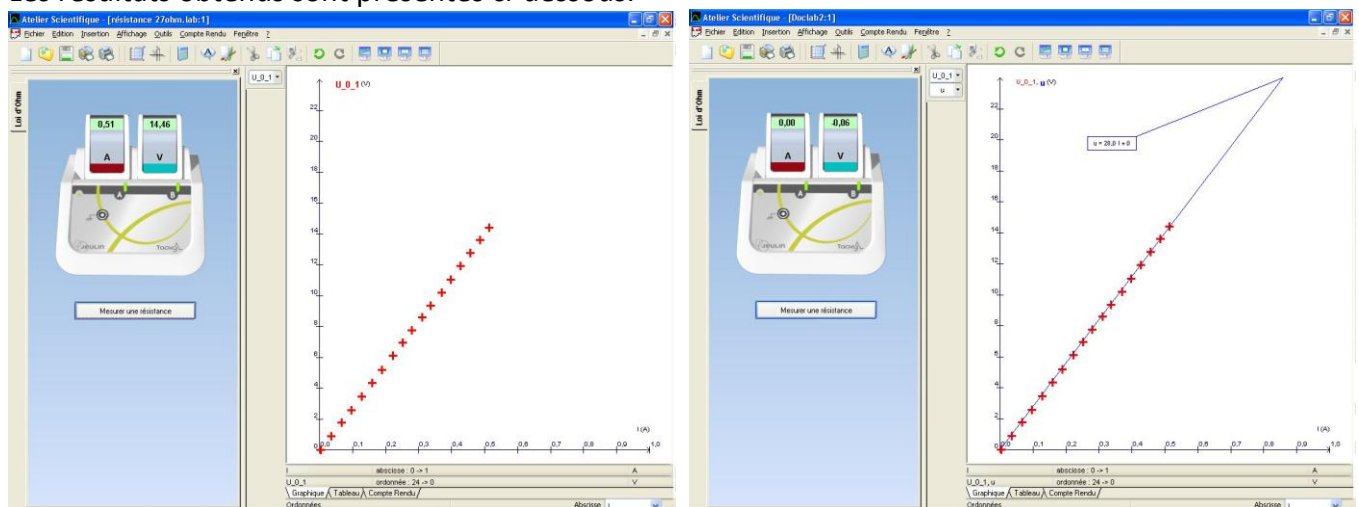 Atelier Scientifique - [résistance 27ohm.lab:1]
Fichier Edition Insertion Affichage Outils Compte Rendu Fenêtre ?
Loi d'Ohm
0,51 14,46
A V
A B
Jeulin
Mesurer une résistance
U_0_1
U_0_1 (V)
22
20
18
16
14
12
10
8
6
4
2
0 0,0 0,1 0,2 0,3 0,4 0,5 0,6 0,7 0,8 0,9 1,0
I (A)
I abscisse : 0 -> 1 A
U_0_1 ordonnée : 24 -> 0 V
Graphique Tableau Compte Rendu
Ordonnées Abscisse I
Atelier Scientifique - [Doclab2:1]
Fichier Edition Insertion Affichage Outils Compte Rendu Fenêtre ?
Loi d'Ohm
0,00 -0,06
A V
A B
Jeulin
Mesurer une résistance
U_0_1
u
U_0_1, u (V)
u = 28,0 I + 0
22
20
18
16
14
12
10
8
6
4
2
0 0,0 0,1 0,2 0,3 0,4 0,5 0,6 0,7 0,8 0,9 1,0
I (A)
I abscisse : 0 -> 1 A
U_0_1, u ordonnée : 24 -> 0 V
Graphique Tableau Compte Rendu
Ordonnées Abscisse I